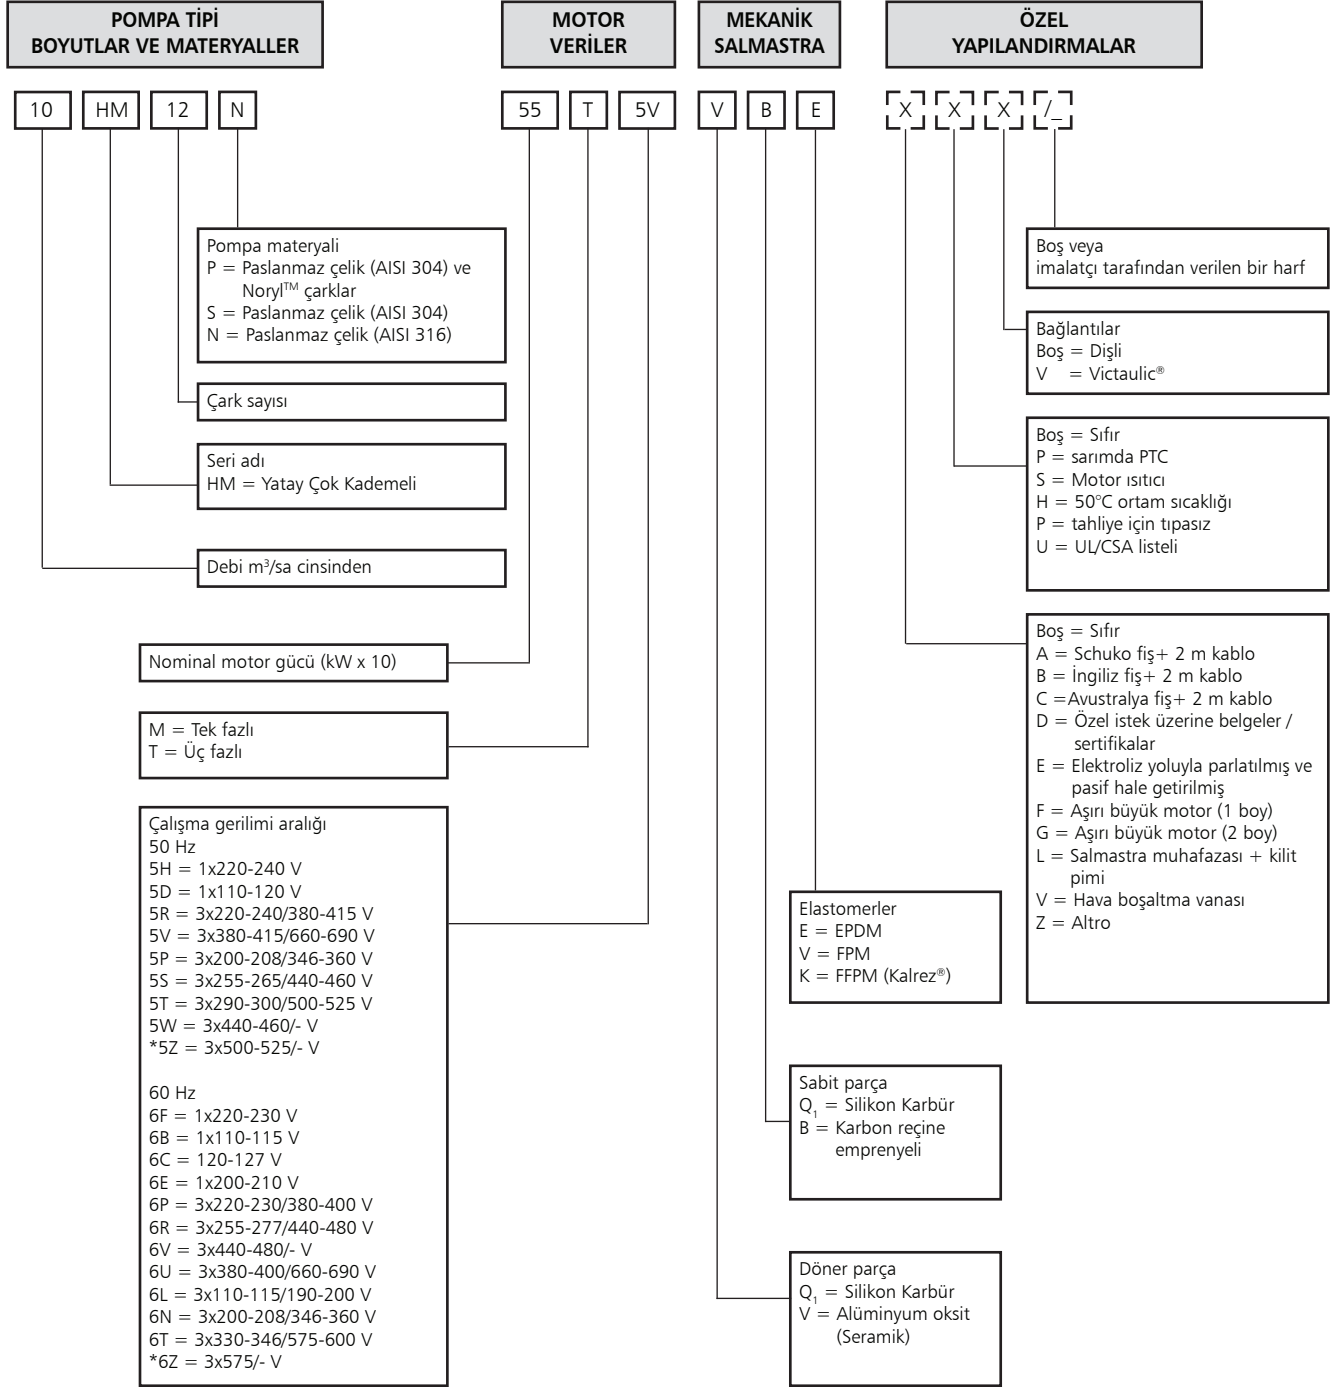 POMPA TİPİ
BOYUTLAR VE MATERYALLER
MOTOR
VERİLER
MEKANİK
SALMASTRA
ÖZEL
YAPILANDIRMALAR
10 HM 12 N 55 T 5V V B E X X X /_
Pompa materyali
P = Paslanmaz çelik (AISI 304) ve
Noryl™ çarklar
S = Paslanmaz çelik (AISI 304)
N = Paslanmaz çelik (AISI 316)
Çark sayısı
Seri adı
HM = Yatay Çok Kademeli
Debi m³/sa cinsinden
Nominal motor gücü (kW x 10)
M = Tek fazlı
T = Üç fazlı
Çalışma gerilimi aralığı
50 Hz
5H = 1x220-240 V
5D = 1x110-120 V
5R = 3x220-240/380-415 V
5V = 3x380-415/660-690 V
5P = 3x200-208/346-360 V
5S = 3x255-265/440-460 V
5T = 3x290-300/500-525 V
5W = 3x440-460/- V
*5Z = 3x500-525/- V
60 Hz
6F = 1x220-230 V
6B = 1x110-115 V
6C = 120-127 V
6E = 1x200-210 V
6P = 3x220-230/380-400 V
6R = 3x255-277/440-480 V
6V = 3x440-480/- V
6U = 3x380-400/660-690 V
6L = 3x110-115/190-200 V
6N = 3x200-208/346-360 V
6T = 3x330-346/575-600 V
*6Z = 3x575/- V
Elastomerler
E = EPDM
V = FPM
K = FFPM (Kalrez®)
Sabit parça
Q₁ = Silikon Karbür
B = Karbon reçine
emprenyeli
Döner parça
Q₁ = Silikon Karbür
V = Alüminyum oksit
(Seramik)
Boş veya
imalatçı tarafından verilen bir harf
Bağlantılar
Boş = Dişli
V = Victaulic®
Boş = Sıfır
P = sarımda PTC
S = Motor ısıtıcı
H = 50°C ortam sıcaklığı
P = tahliye için tıpasız
U = UL/CSA listeli
Boş = Sıfır
A = Schuko fiş+ 2 m kablo
B = İngiliz fiş+ 2 m kablo
C =Avustralya fiş+ 2 m kablo
D = Özel istek üzerine belgeler /
sertifikalar
E = Elektroliz yoluyla parlatılmış ve
pasif hale getirilmiş
F = Aşırı büyük motor (1 boy)
G = Aşırı büyük motor (2 boy)
L = Salmastra muhafazası + kilit
pimi
V = Hava boşaltma vanası
Z = Altro